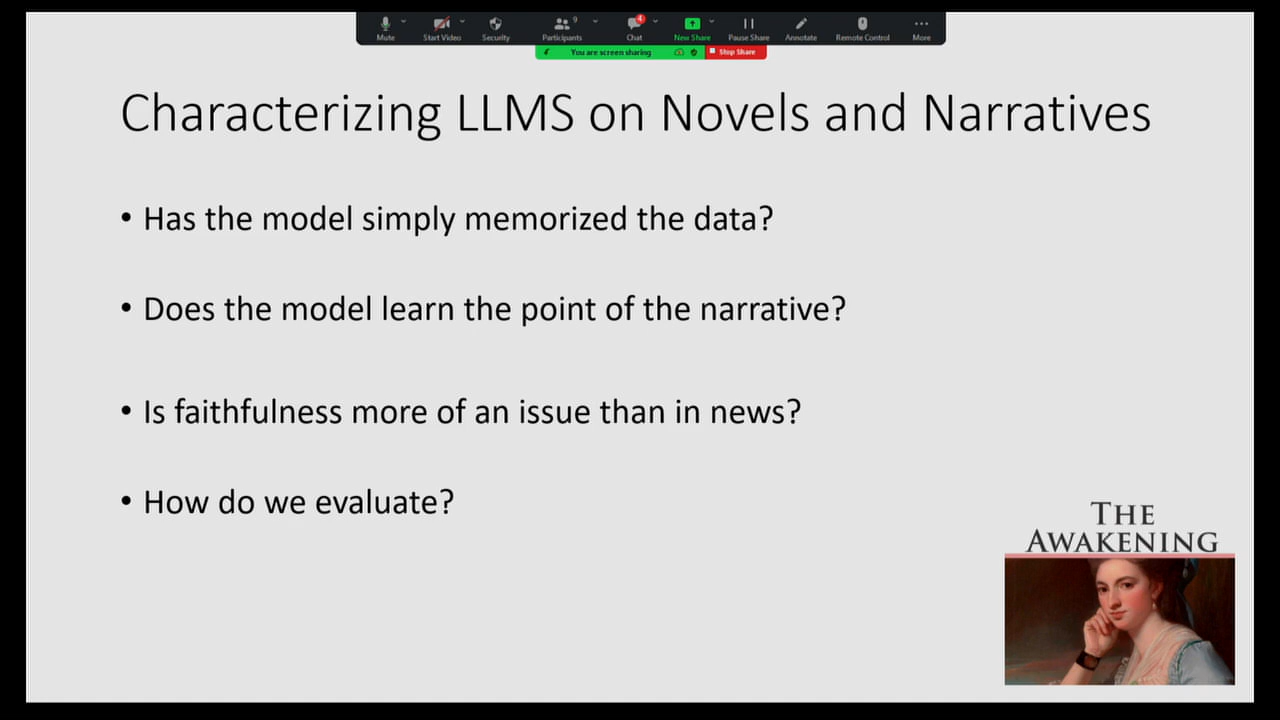 9
4
Mute
Start Video
Security
Participants
Chat
New Share
Pause Share
Annotate
Remote Control
More
You are screen sharing
Stop Share
Characterizing LLMS on Novels and Narratives
• Has the model simply memorized the data?
• Does the model learn the point of the narrative?
• Is faithfulness more of an issue than in news?
• How do we evaluate?
THE
AWAKENING